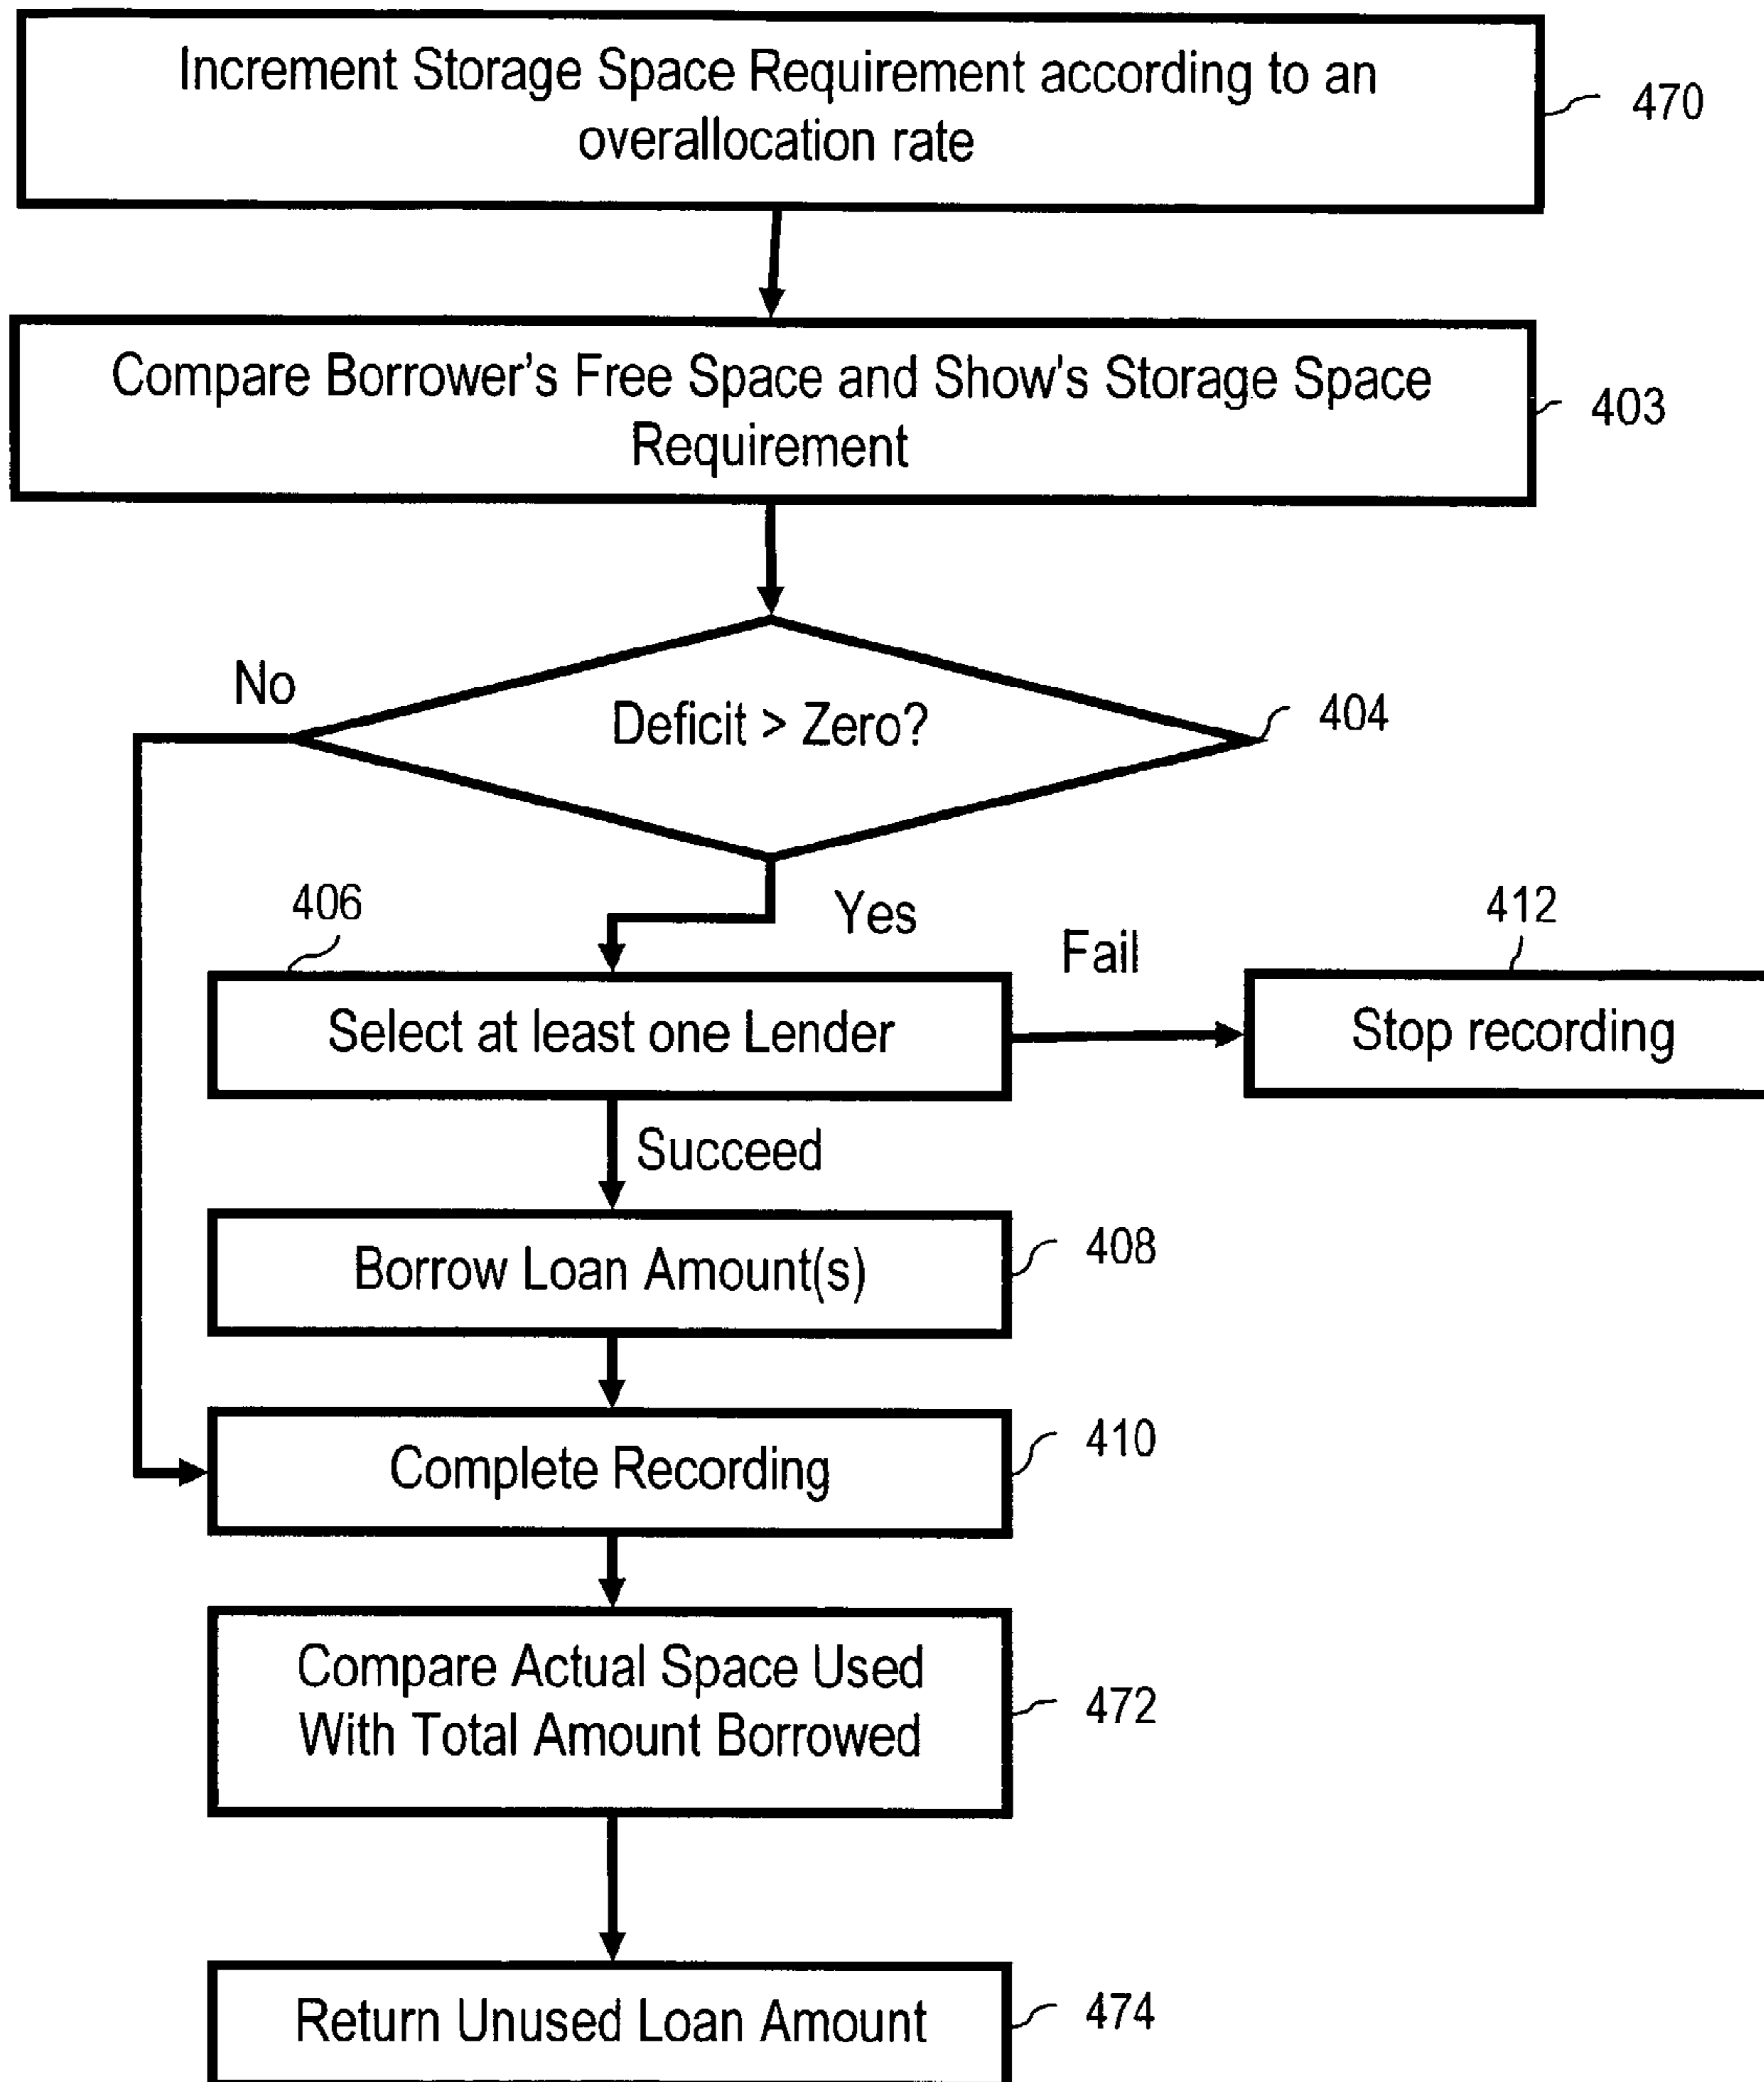 Increment Storage Space Requirement according to an
overallocation rate
470
Compare Borrower's Free Space and Show's Storage Space
Requirement
403
No
Deficit > Zero?
404
Yes
406
Select at least one Lender
Fail
412
Stop recording
Succeed
Borrow Loan Amount(s)
408
Complete Recording
410
Compare Actual Space Used
With Total Amount Borrowed
472
Return Unused Loan Amount
474